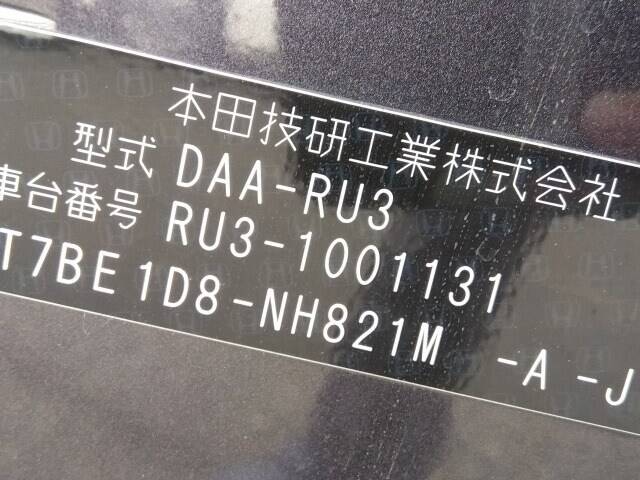 本田技研工業株式会社
型式 DAA-RU3
車台番号 RU3-1001131
T7BE1D8-NH821M -A -J